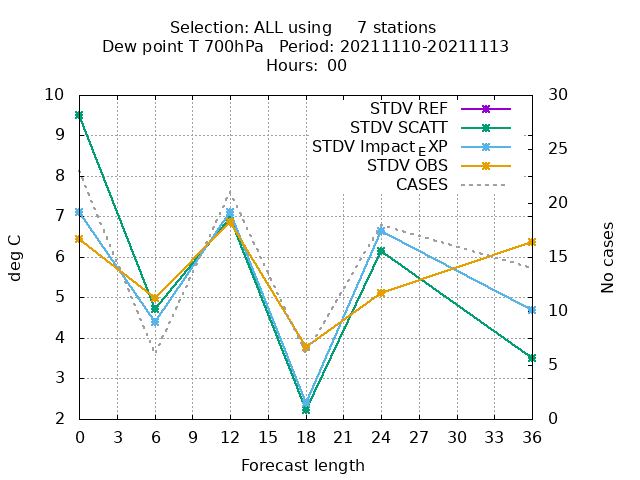 Selection: ALL using     7 stations
Dew point T 700hPa   Period: 20211110-20211113
Hours:  00
10 30
STDV REF
9
STDV SCATT
25
STDV Impact_EXP
STDV OBS
8
CASES
20
7
deg C
6 15
No cases
5
10
4
3 5
2 0
0 3 6 9 12 15 18 21 24 27 30 33 36
Forecast length